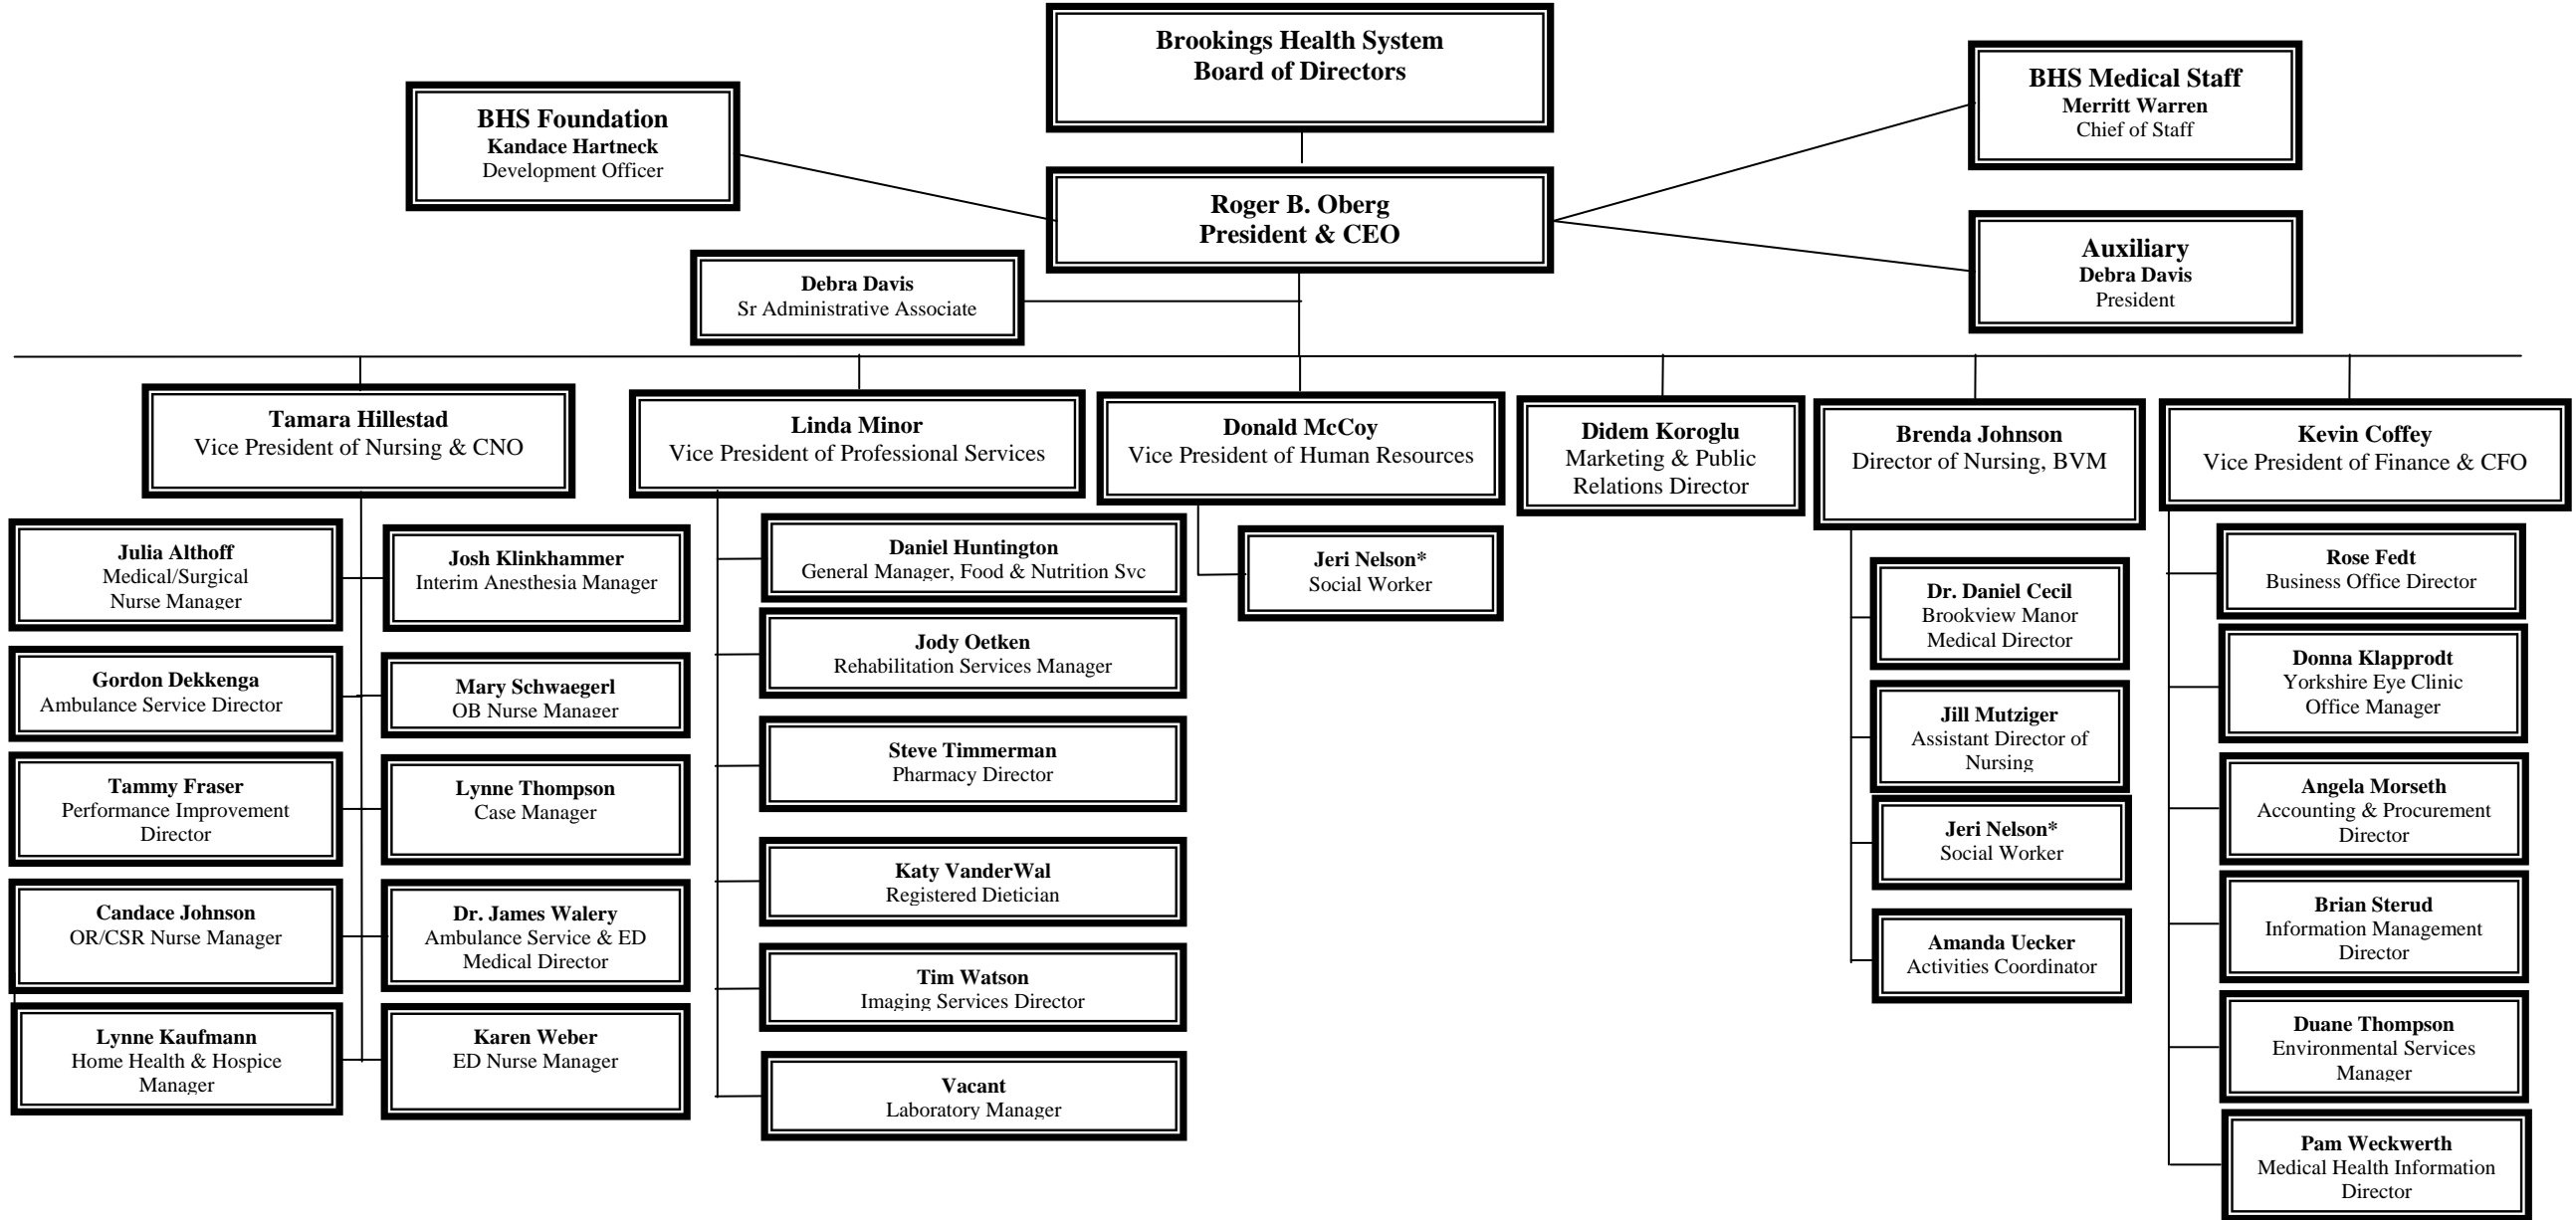 Brookings Health System
Board of Directors
BHS Foundation
Kandace Hartneck
Development Officer
BHS Medical Staff
Merritt Warren
Chief of Staff
Roger B. Oberg
President & CEO
Auxiliary
Debra Davis
President
Debra Davis
Sr Administrative Associate
Tamara Hillestad
Vice President of Nursing & CNO
Linda Minor
Vice President of Professional Services
Donald McCoy
Vice President of Human Resources
Didem Koroglu
Marketing & Public
Relations Director
Brenda Johnson
Director of Nursing, BVM
Kevin Coffey
Vice President of Finance & CFO
Julia Althoff
Medical/Surgical
Nurse Manager
Josh Klinkhammer
Interim Anesthesia Manager
Gordon Dekkenga
Ambulance Service Director
Mary Schwaegerl
OB Nurse Manager
Tammy Fraser
Performance Improvement
Director
Lynne Thompson
Case Manager
Candace Johnson
OR/CSR Nurse Manager
Dr. James Walery
Ambulance Service & ED
Medical Director
Lynne Kaufmann
Home Health & Hospice
Manager
Karen Weber
ED Nurse Manager
Daniel Huntington
General Manager, Food & Nutrition Svc
Jody Oetken
Rehabilitation Services Manager
Steve Timmerman
Pharmacy Director
Katy VanderWal
Registered Dietician
Tim Watson
Imaging Services Director
Vacant
Laboratory Manager
Jeri Nelson*
Social Worker
Dr. Daniel Cecil
Brookview Manor
Medical Director
Jill Mutziger
Assistant Director of
Nursing
Jeri Nelson*
Social Worker
Amanda Uecker
Activities Coordinator
Rose Fedt
Business Office Director
Donna Klapprodt
Yorkshire Eye Clinic
Office Manager
Angela Morseth
Accounting & Procurement
Director
Brian Sterud
Information Management
Director
Duane Thompson
Environmental Services
Manager
Pam Weckwerth
Medical Health Information
Director